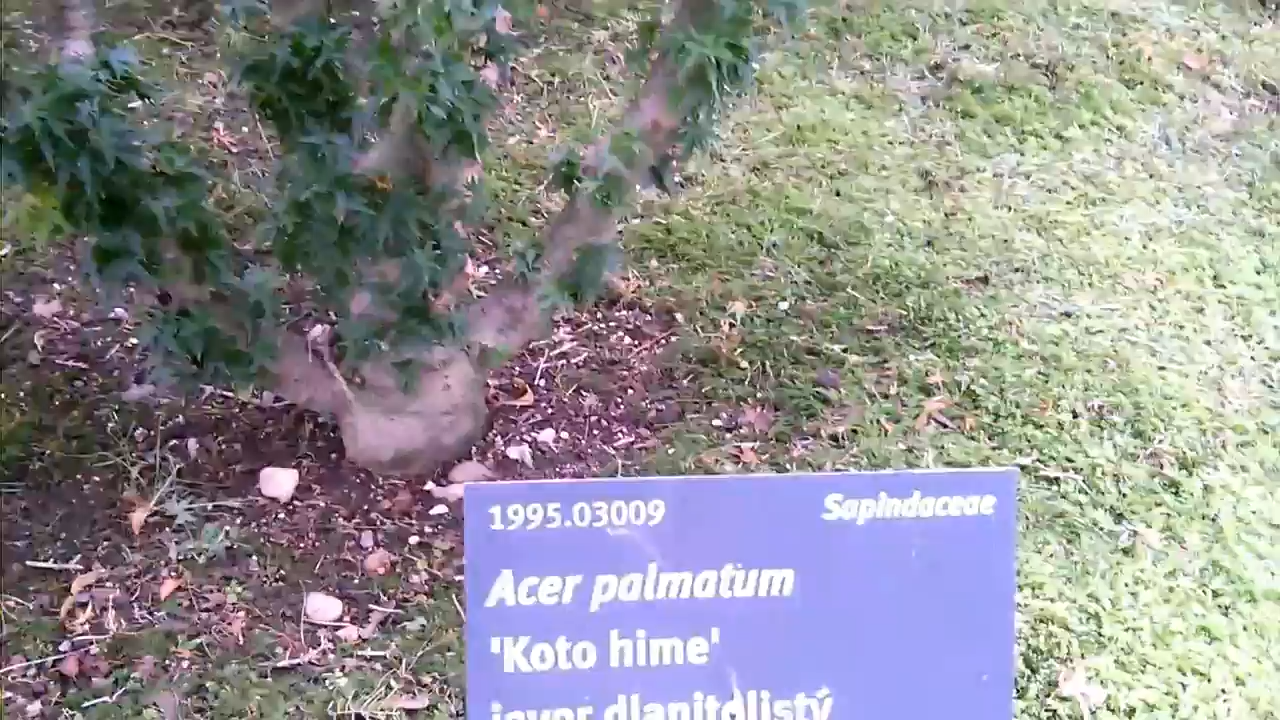 1995.03009 Sapindaceae
Acer palmatum
'Koto hime'
javor dlanitolistý